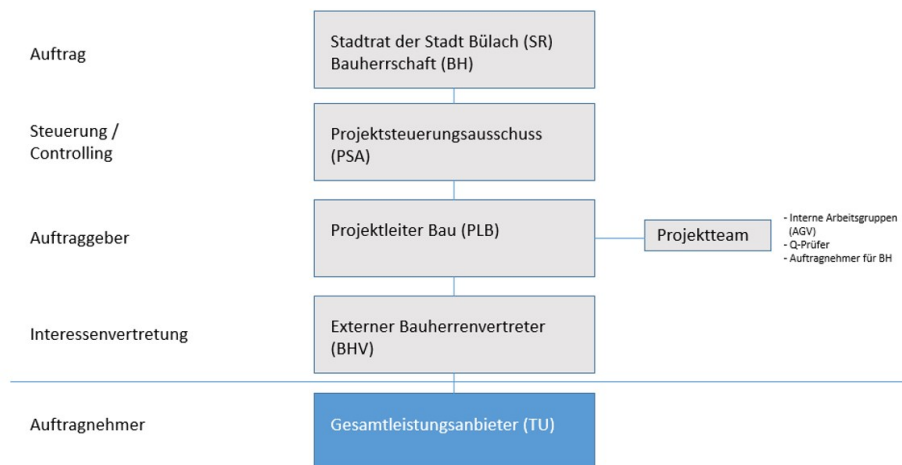 Auftrag
Stadtrat der Stadt Bülach (SR)
Bauherrschaft (BH)
Steuerung /
Controlling
Projektsteuerungsausschuss
(PSA)
Auftraggeber
Projektleiter Bau (PLB)
Projektteam
- Interne Arbeitsgruppen
(AGV)
- Q-Prüfer
- Auftragnehmer für BH
Interessenvertretung
Externer Bauherrenvertreter
(BHV)
Auftragnehmer
Gesamtleistungsanbieter (TU)